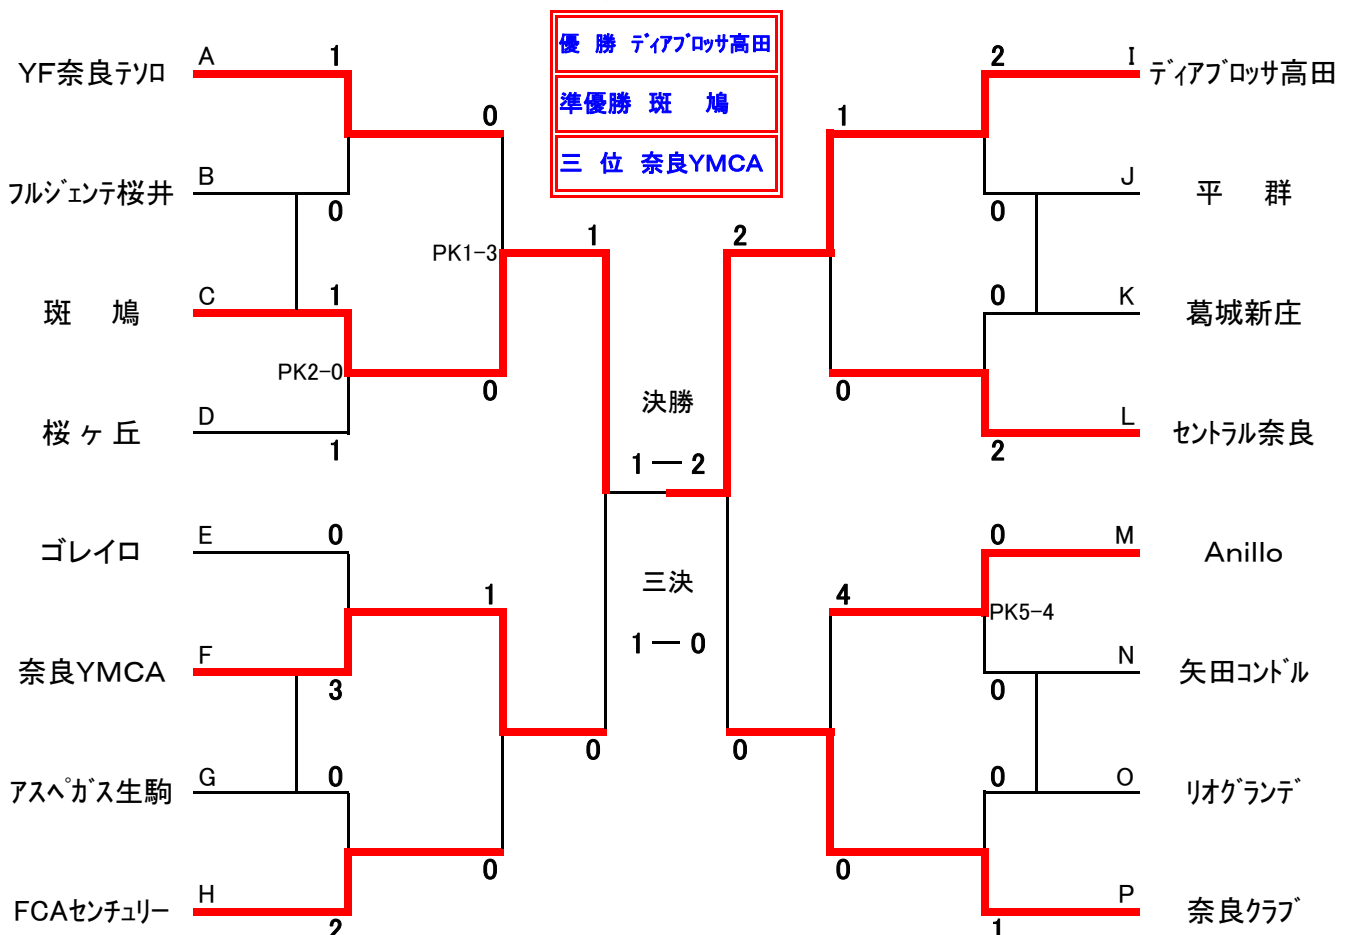 優 勝 ﾃﾞｨｱﾌﾞﾛｯｻ高田
準優勝 斑 鳩
三 位 奈良YMCA
A 1
YF奈良ﾃｿﾛ
0
B
ﾌﾙｼﾞｪﾝﾃ桜井
0
PK1-3
1
C 1
斑 鳩
PK2-0
0
D
桜ヶ丘
1
E 0
ゴレイロ
1
F
奈良YMCA
3
0
G 0
ｱｽﾍﾟｶﾞｽ生駒
0
H
FCAｾﾝﾁｭﾘｰ
2
決勝
1 ― 2
三決
1 ― 0
2 I
ﾃﾞｨｱﾌﾞﾛｯｻ高田
1
J
平 群
0
2
0 K
葛城新庄
0
L
ｾﾝﾄﾗﾙ奈良
2
0 M
Anillo
4
PK5-4
N
矢田ｺﾝﾄﾞﾙ
0
0
0 O
ﾘｵｸﾞﾗﾝﾃﾞ
0
P
奈良ｸﾗﾌﾞ
1